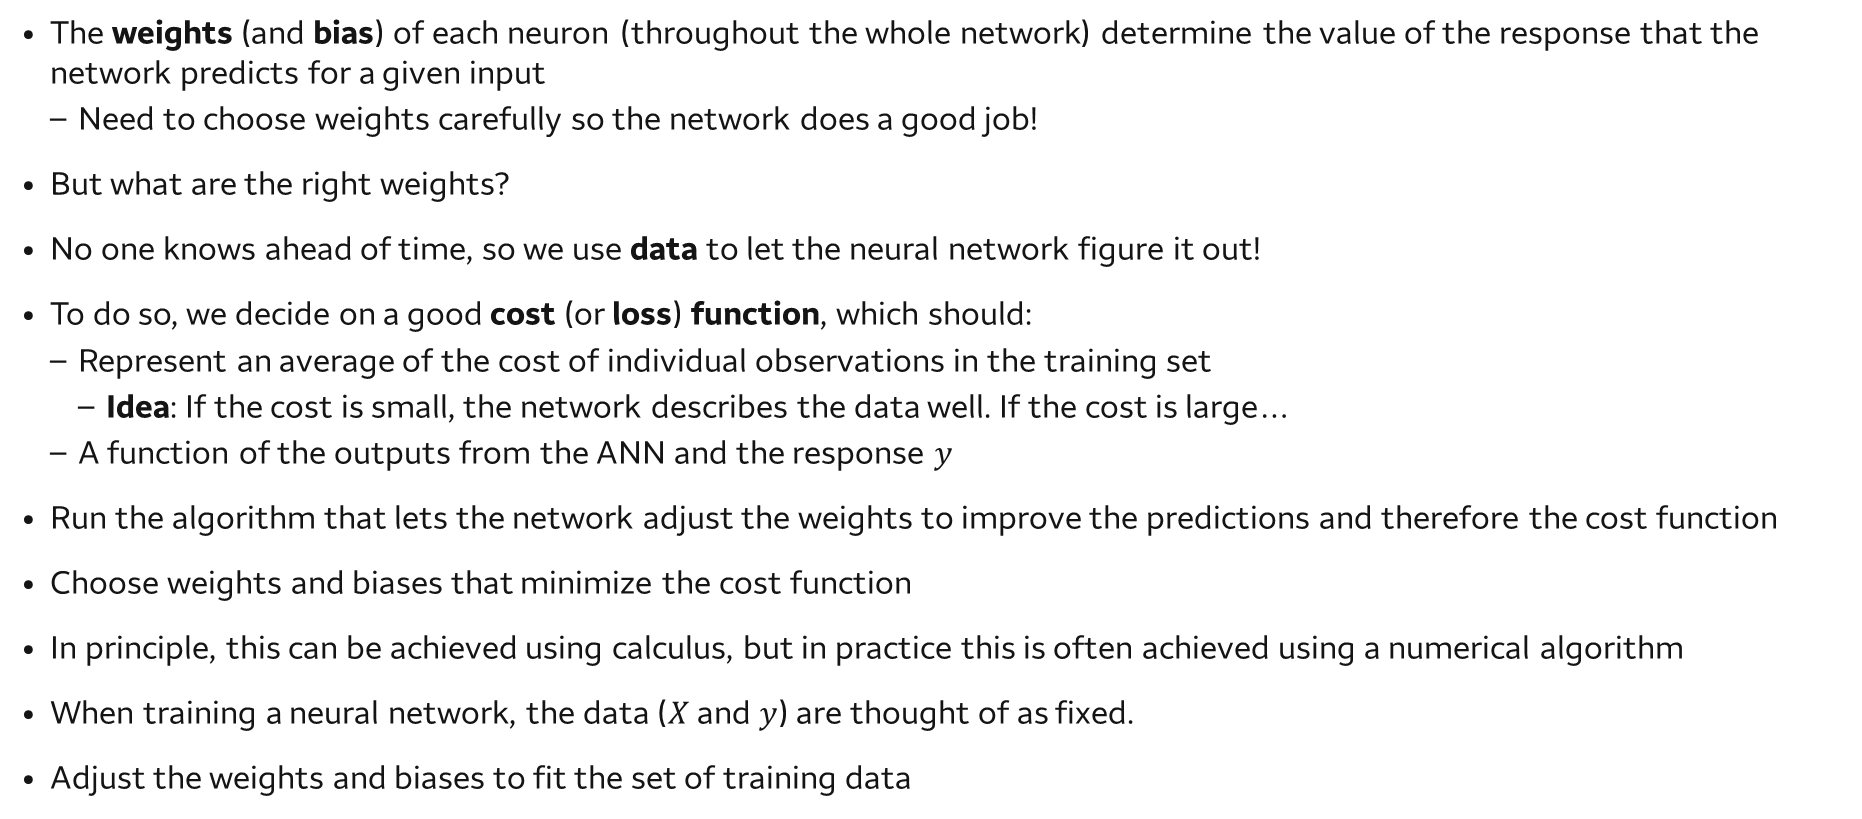 • The weights (and bias) of each neuron (throughout the whole network) determine the value of the response that the
network predicts for a given input
– Need to choose weights carefully so the network does a good job!
• But what are the right weights?
• No one knows ahead of time, so we use data to let the neural network figure it out!
• To do so, we decide on a good cost (or loss) function, which should:
– Represent an average of the cost of individual observations in the training set
– Idea: If the cost is small, the network describes the data well. If the cost is large…
– A function of the outputs from the ANN and the response y
• Run the algorithm that lets the network adjust the weights to improve the predictions and therefore the cost function
• Choose weights and biases that minimize the cost function
• In principle, this can be achieved using calculus, but in practice this is often achieved using a numerical algorithm
• When training a neural network, the data (X and y) are thought of as fixed.
• Adjust the weights and biases to fit the set of training data